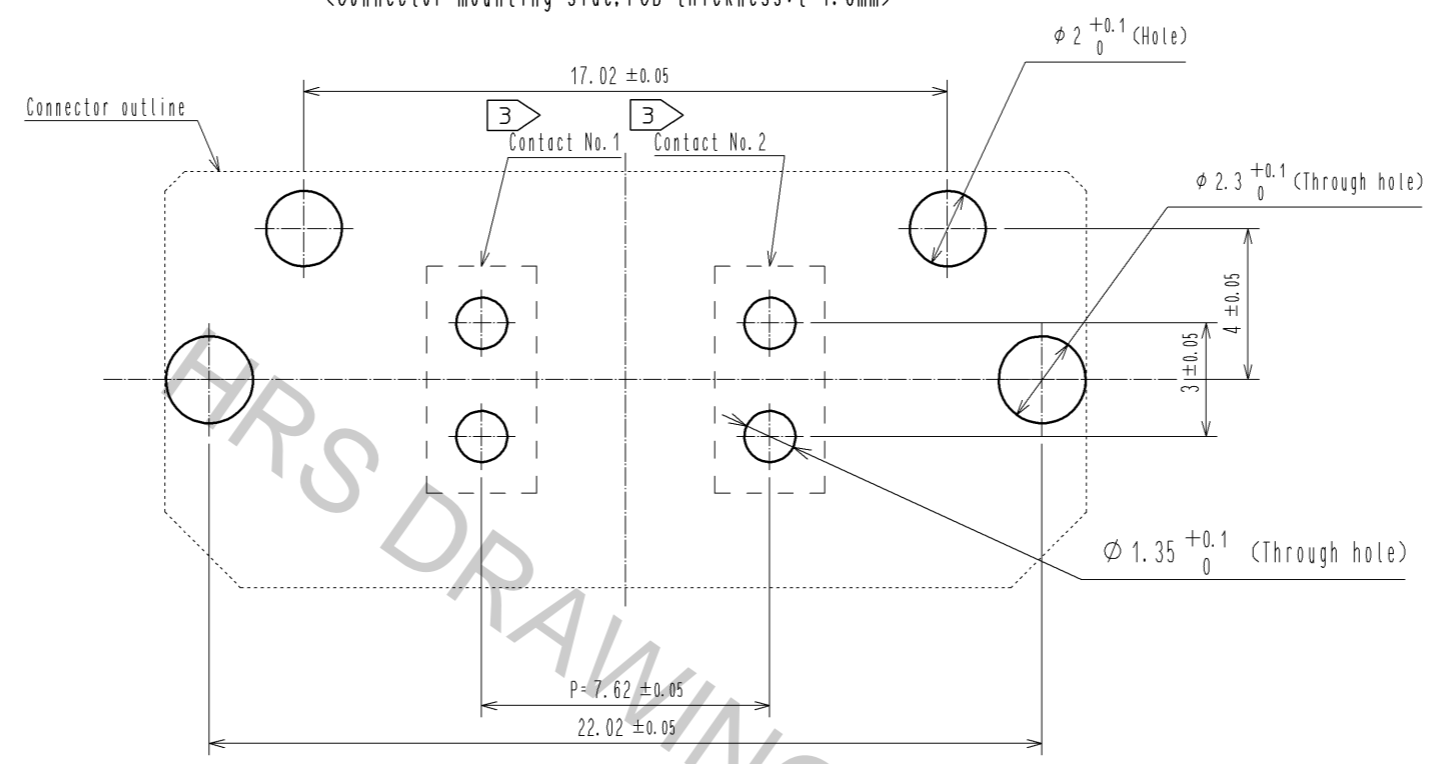 17.02 ±0.05
φ 2 +0.1 0 (Hole)
Connector outline
3
3
Contact No.1
Contact No.2
φ 2.3 +0.1 0 (Through hole)
4 ±0.05
3 ±0.05
φ 1.35 +0.1 0 (Through hole)
P=7.62 ±0.05
22.02 ±0.05
HRS DRAWING